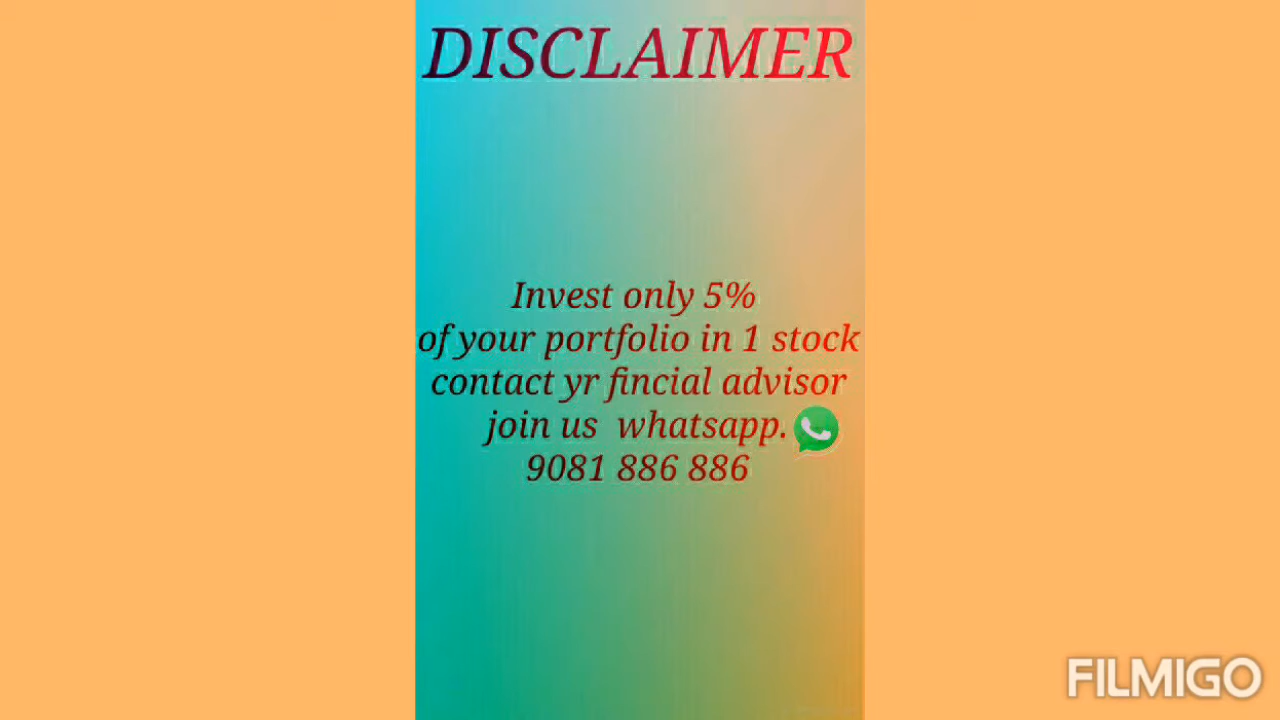 DISCLAIMER
Invest only 5%
of your portfolio in 1 stock
contact yr fincial advisor
join us whatsapp.
9081 886 886
FILMIGO